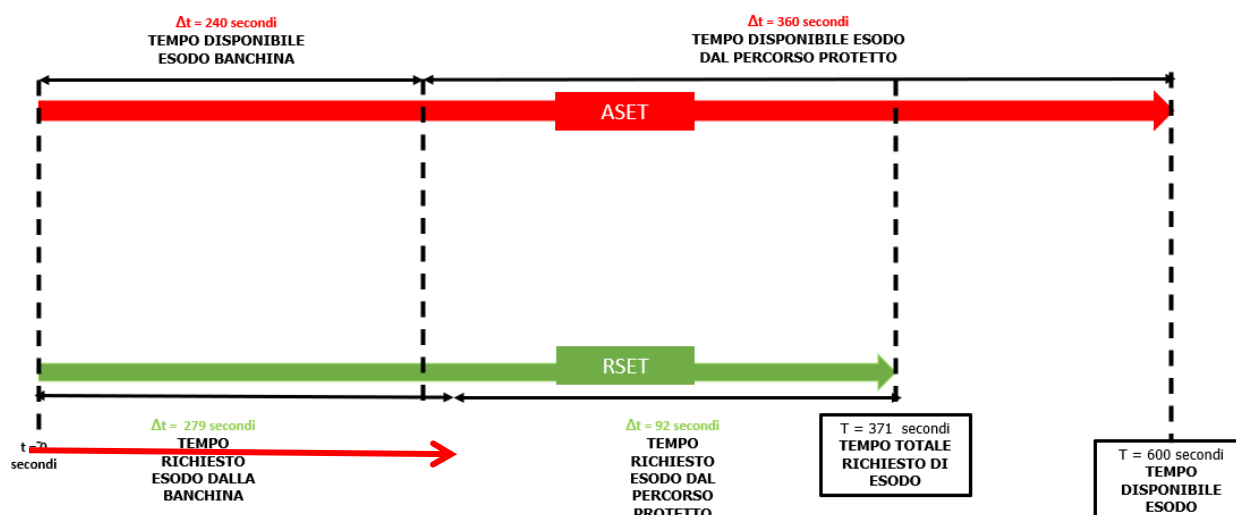 Δt = 240 secondi
TEMPO DISPONIBILE
ESODO BANCHINA
Δt = 360 secondi
TEMPO DISPONIBILE ESODO
DAL PERCORSO PROTETTO
ASET
RSET
t = 0
secondi
Δt = 279 secondi
TEMPO
RICHIESTO
ESODO DALLA
BANCHINA
Δt = 92 secondi
TEMPO
RICHIESTO
ESODO DAL
PERCORSO
PROTETTO
T = 371 secondi
TEMPO TOTALE
RICHIESTO DI
ESODO
T = 600 secondi
TEMPO
DISPONIBILE
ESODO